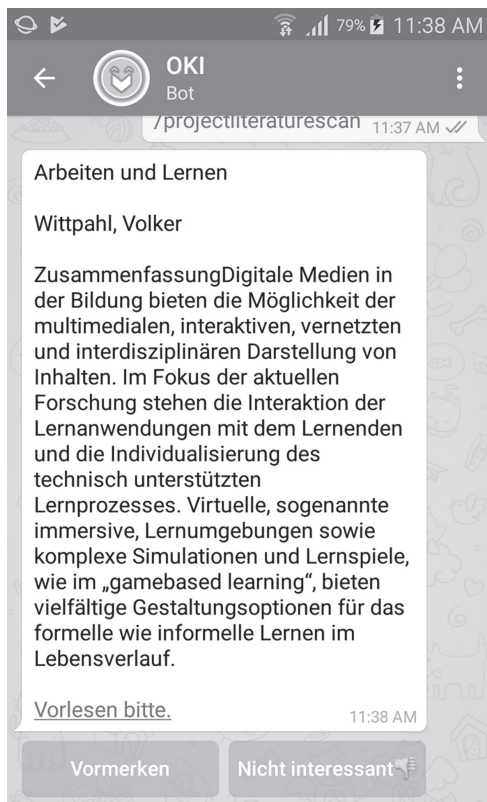 79% 11:38 AM
OKI
Bot
/projectliteraturescan 11:37 AM
Arbeiten und Lernen
Wittpahl, Volker
ZusammenfassungDigitale Medien in
der Bildung bieten die Möglichkeit der
multimedialen, interaktiven, vernetzten
und interdisziplinären Darstellung von
Inhalten. Im Fokus der aktuellen
Forschung stehen die Interaktion der
Lernanwendungen mit dem Lernenden
und die Individualisierung des
technisch unterstützten
Lernprozesses. Virtuelle, sogenannte
immersive, Lernumgebungen sowie
komplexe Simulationen und Lernspiele,
wie im „gamebased learning“, bieten
vielfältige Gestaltungsoptionen für das
formelle wie informelle Lernen im
Lebensverlauf.
Vorlesen bitte. 11:38 AM
Vormerken Nicht interessant